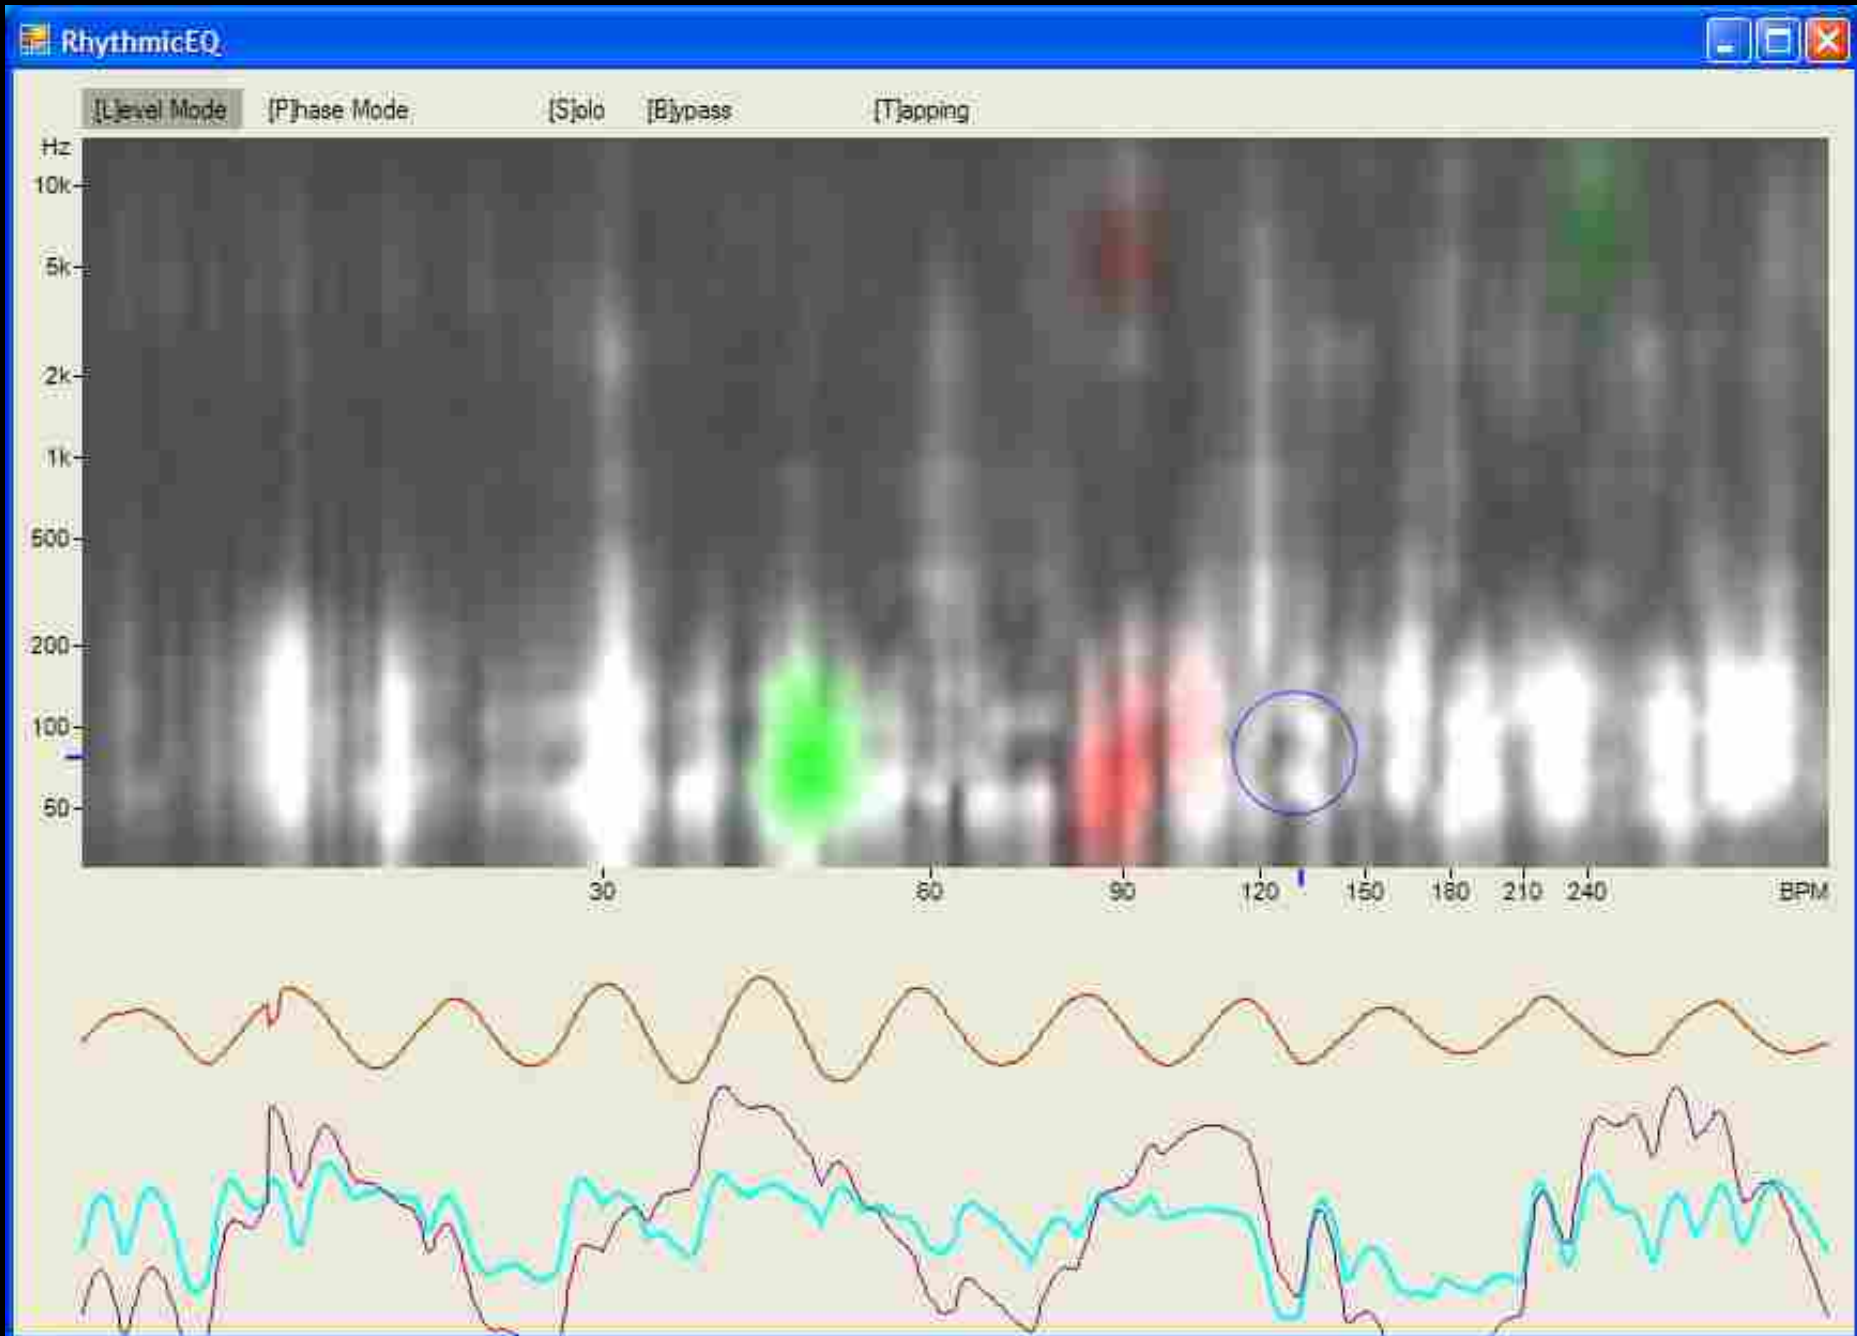 RhythmicEQ
[L]evel Mode [P]hase Mode [S]olo [B]ypass [T]apping
Hz
10k
5k
2k
1k
500
200
100
50
30 60 90 120 150 180 210 240 BPM